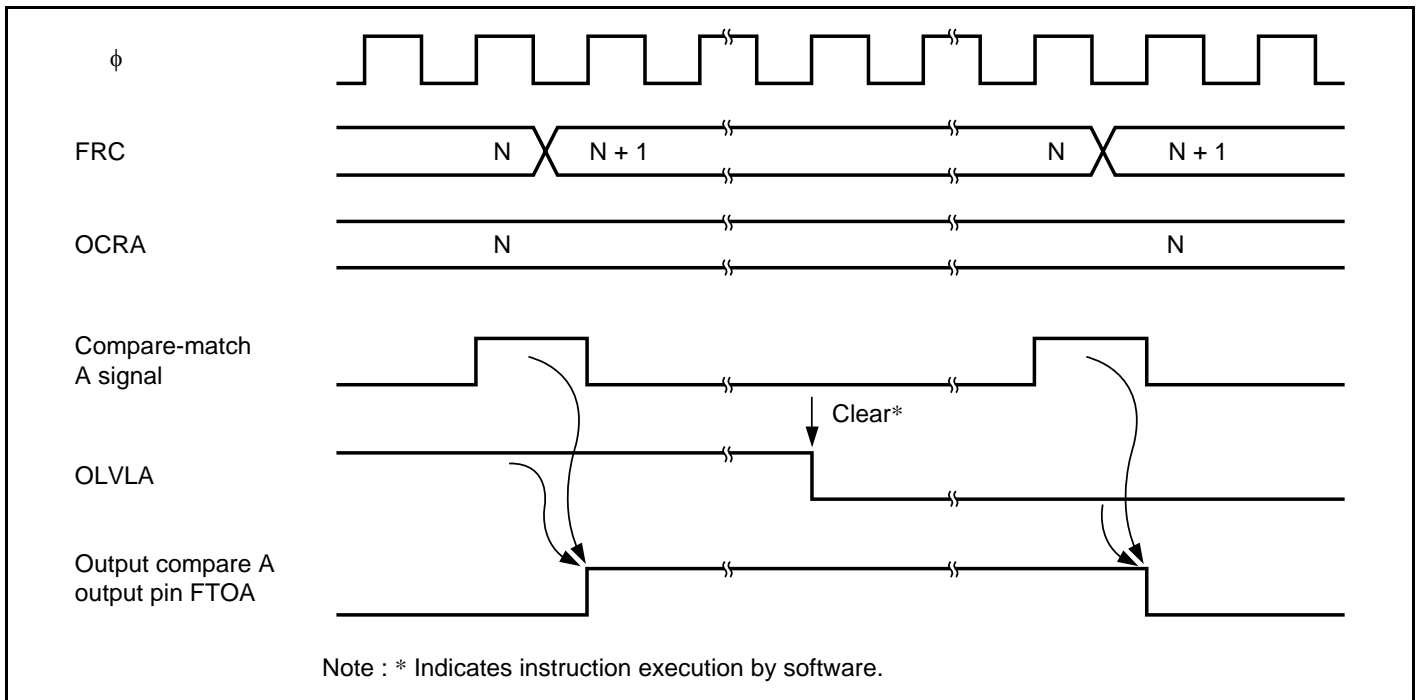 ϕ
FRC
N
N + 1
N
N + 1
OCRA
N
N
Compare-match
A signal
Clear*
OLVLA
Output compare A
output pin FTOA
Note : * Indicates instruction execution by software.